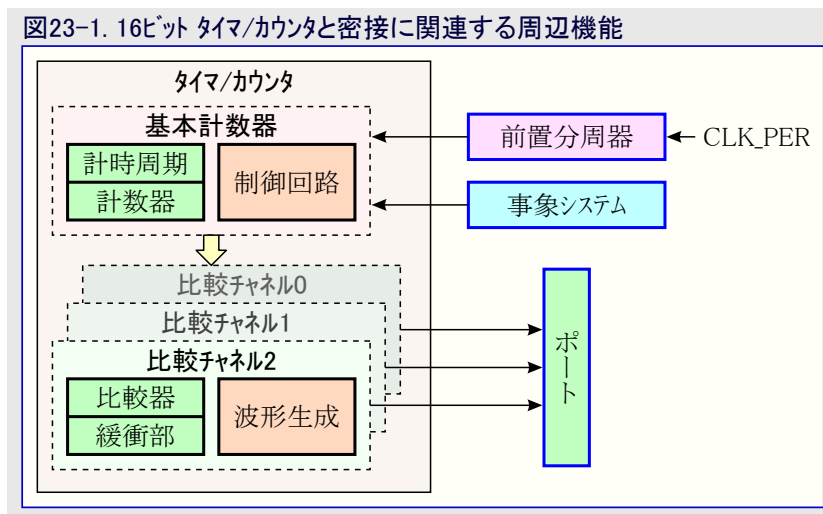 図23-1. 16ビット タイマ/カウンタと密接に関連する周辺機能
タイマ/カウンタ
基本計数器
計時周期
計数器
制御回路
前置分周器
CLK_PER
事象システム
比較チャネル0
比較チャネル1
比較チャネル2
比較器
緩衝部
波形生成
ポート